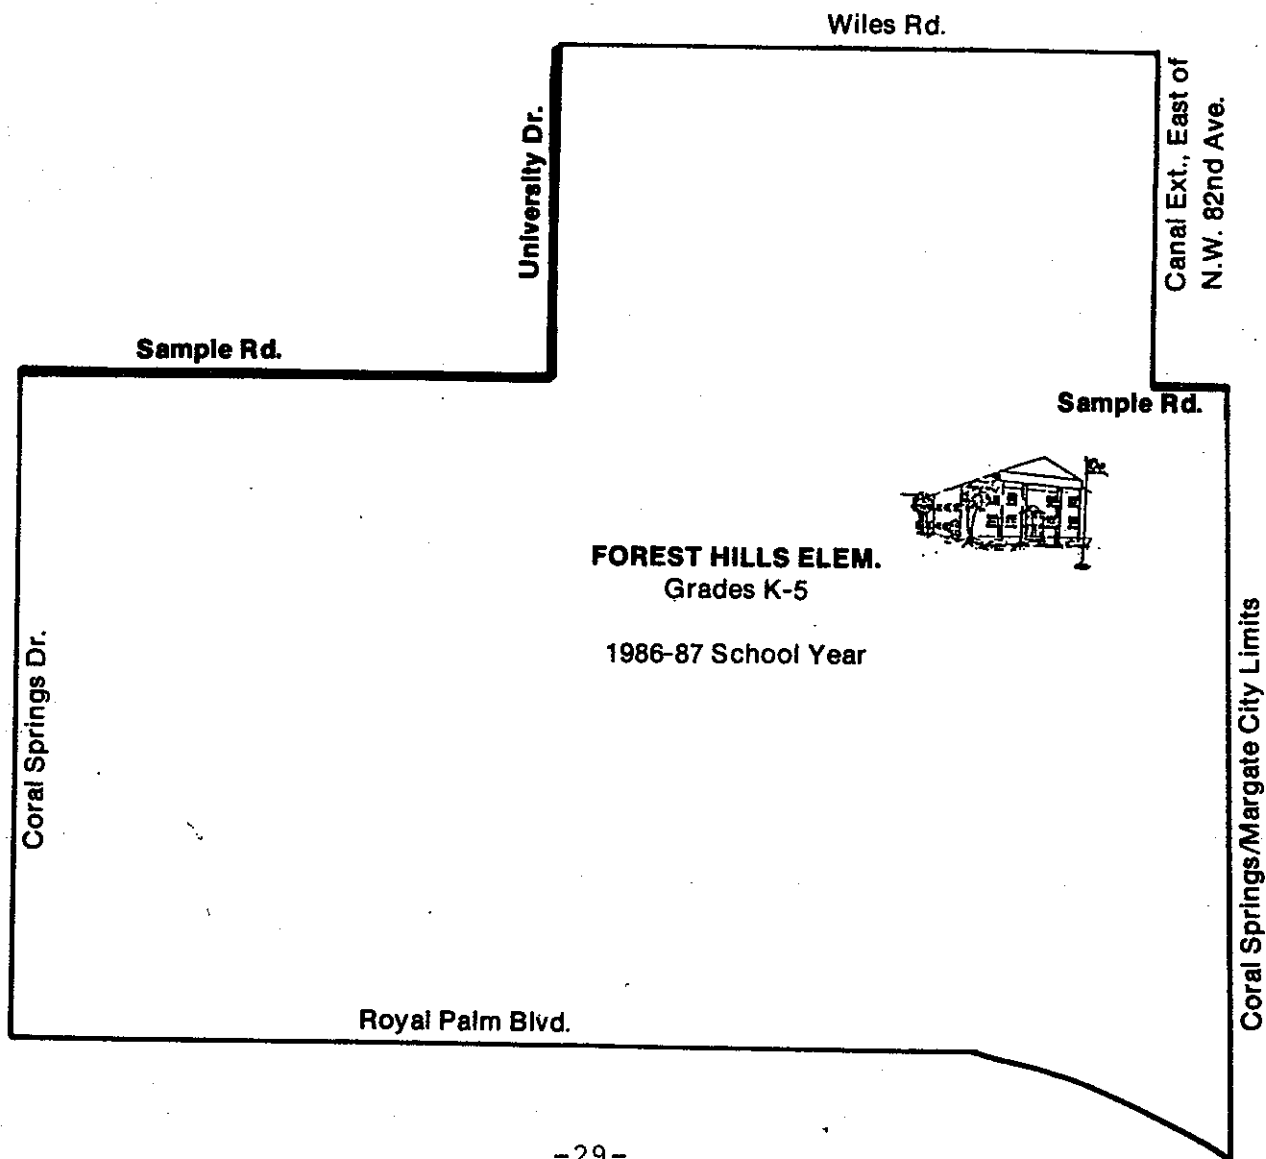 Wiles Rd.
University Dr.
Canal Ext., East of
N.W. 82nd Ave.
Sample Rd.
Sample Rd.
FOREST HILLS ELEM.
Grades K-5
1986-87 School Year
Coral Springs Dr.
Coral Springs/Margate City Limits
Royal Palm Blvd.
-29-